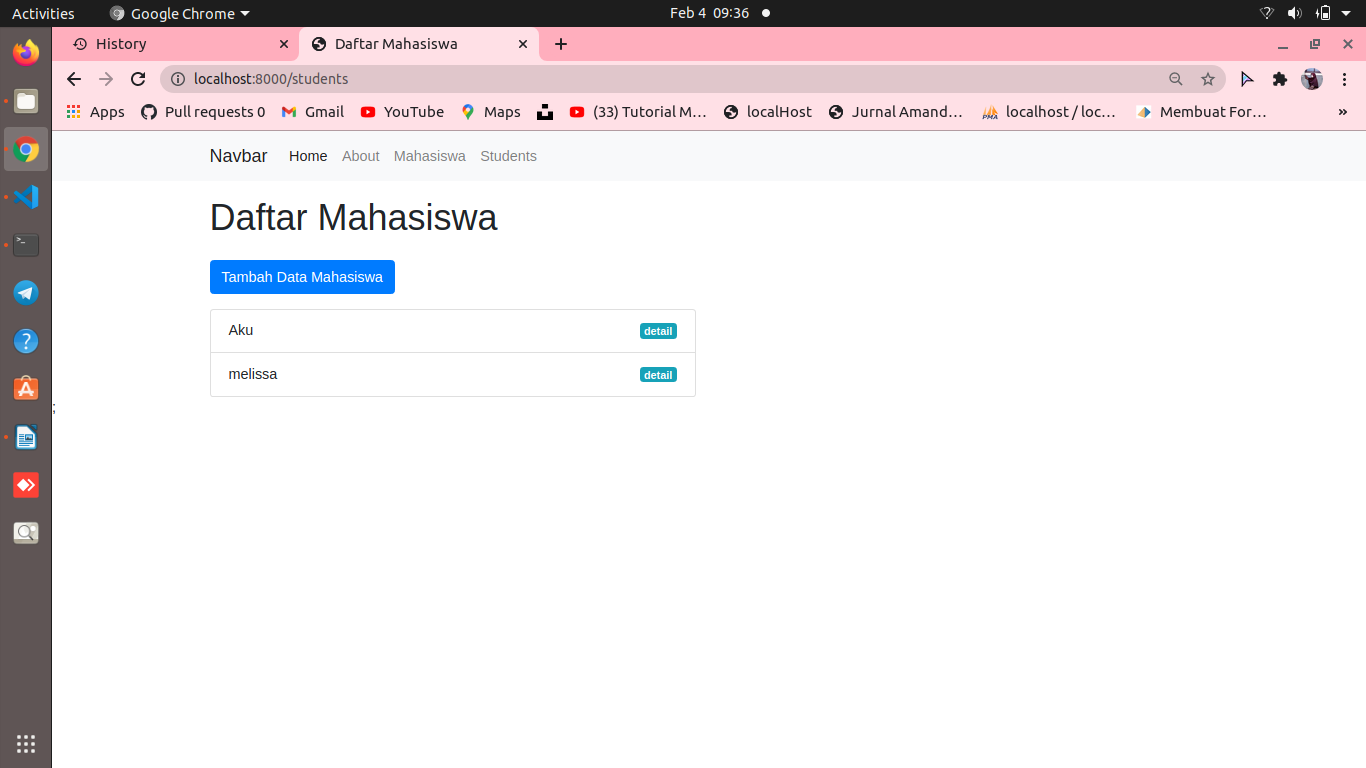 Activities Google Chrome Feb 4 09:36
History Daftar Mahasiswa
localhost:8000/students
Apps Pull requests 0 Gmail YouTube Maps (33) Tutorial M… localHost Jurnal Amand… PMA localhost / loc… Membuat For… »
Navbar Home About Mahasiswa Students
Daftar Mahasiswa
Tambah Data Mahasiswa
Aku detail
melissa detail
;